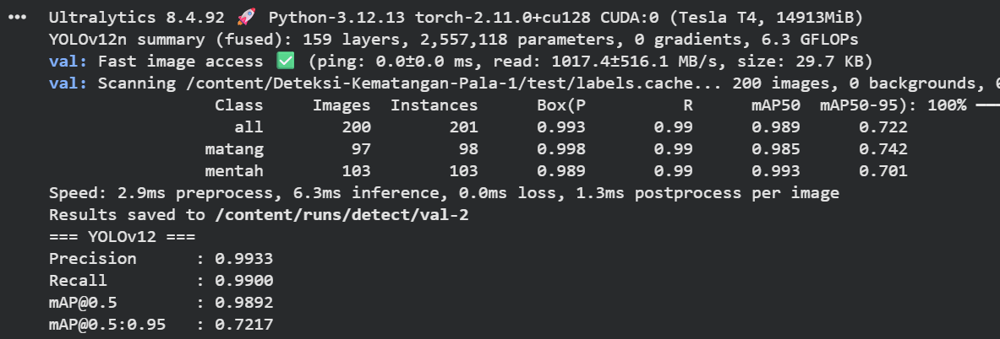 ••• Ultralytics 8.4.92 🚀 Python-3.12.13 torch-2.11.0+cu128 CUDA:0 (Tesla T4, 14913MiB)
YOLOv12n summary (fused): 159 layers, 2,557,118 parameters, 0 gradients, 6.3 GFLOPs
val: Fast image access ✅ (ping: 0.0±0.0 ms, read: 1017.4±516.1 MB/s, size: 29.7 KB)
val: Scanning /content/Deteksi-Kematangan-Pala-1/test/labels.cache... 200 images, 0 backgrounds,
Class Images Instances Box(P R mAP50 mAP50-95): 100% ━━
all 200 201 0.993 0.99 0.989 0.722
matang 97 98 0.998 0.99 0.985 0.742
mentah 103 103 0.989 0.99 0.993 0.701
Speed: 2.9ms preprocess, 6.3ms inference, 0.0ms loss, 1.3ms postprocess per image
Results saved to /content/runs/detect/val-2
=== YOLOv12 ===
Precision : 0.9933
Recall : 0.9900
mAP@0.5 : 0.9892
mAP@0.5:0.95 : 0.7217